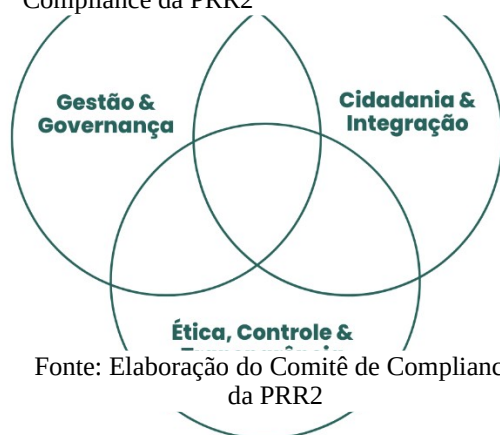 Compliance da PRR2
Gestão &
Governança
Cidadania &
Integração
Ética, Controle &
Fonte: Elaboração do Comitê de Complianc
da PRR2